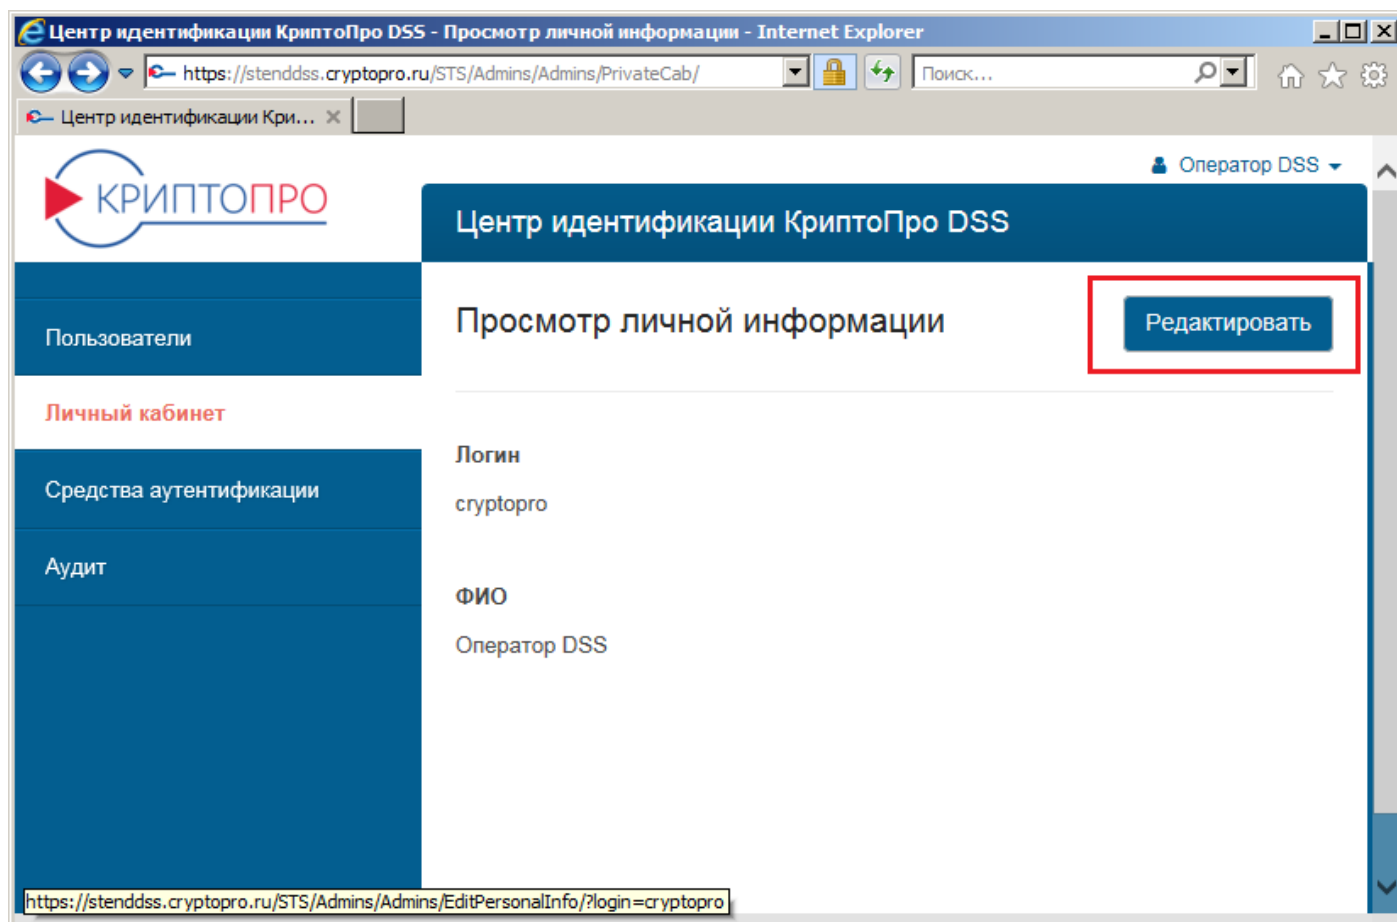 Центр идентификации КриптоПро DSS - Просмотр личной информации - Internet Explorer
https://stenddss.cryptopro.ru/STS/Admins/Admins/PrivateCab/
Поиск...
Центр идентификации Кри...
КРИПТОПРО
Оператор DSS
Центр идентификации КриптоПро DSS
Просмотр личной информации
Редактировать
Пользователи
Личный кабинет
Средства аутентификации
Аудит
Логин
cryptopro
ФИО
Оператор DSS
https://stenddss.cryptopro.ru/STS/Admins/Admins/EditPersonalInfo/?login=cryptopro